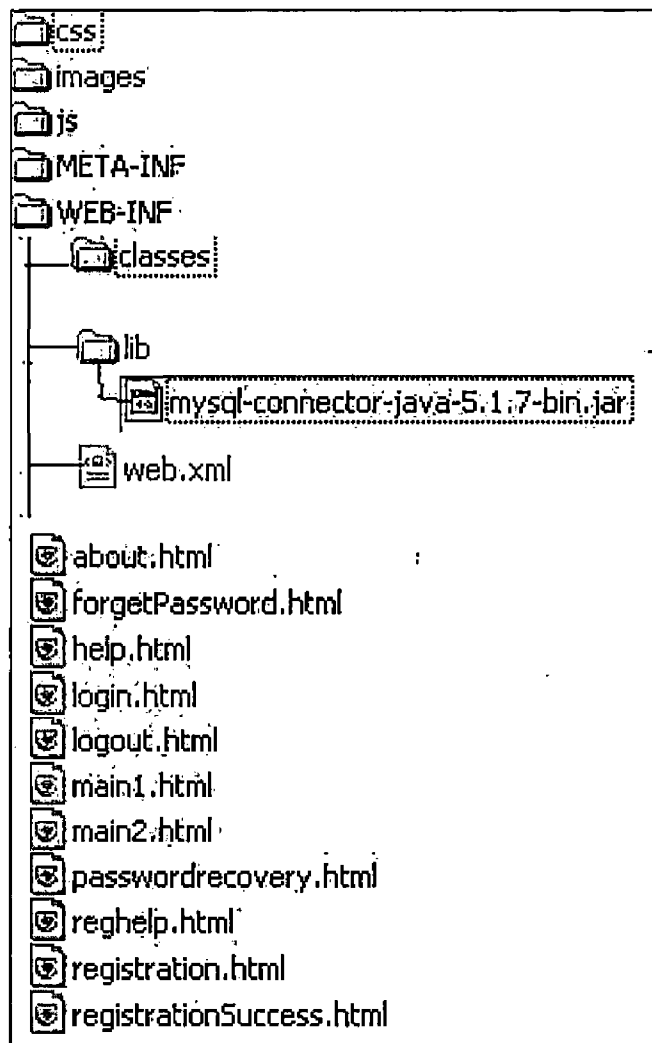 css
images
js
META-INF
WEB-INF
classes
lib
mysql-connector-java-5.1.7-bin.jar
web.xml
about.html
forgetPassword.html
help.html
login.html
logout.html
main1.html
main2.html
passwordrecovery.html
reghelp.html
registration.html
registrationSuccess.html